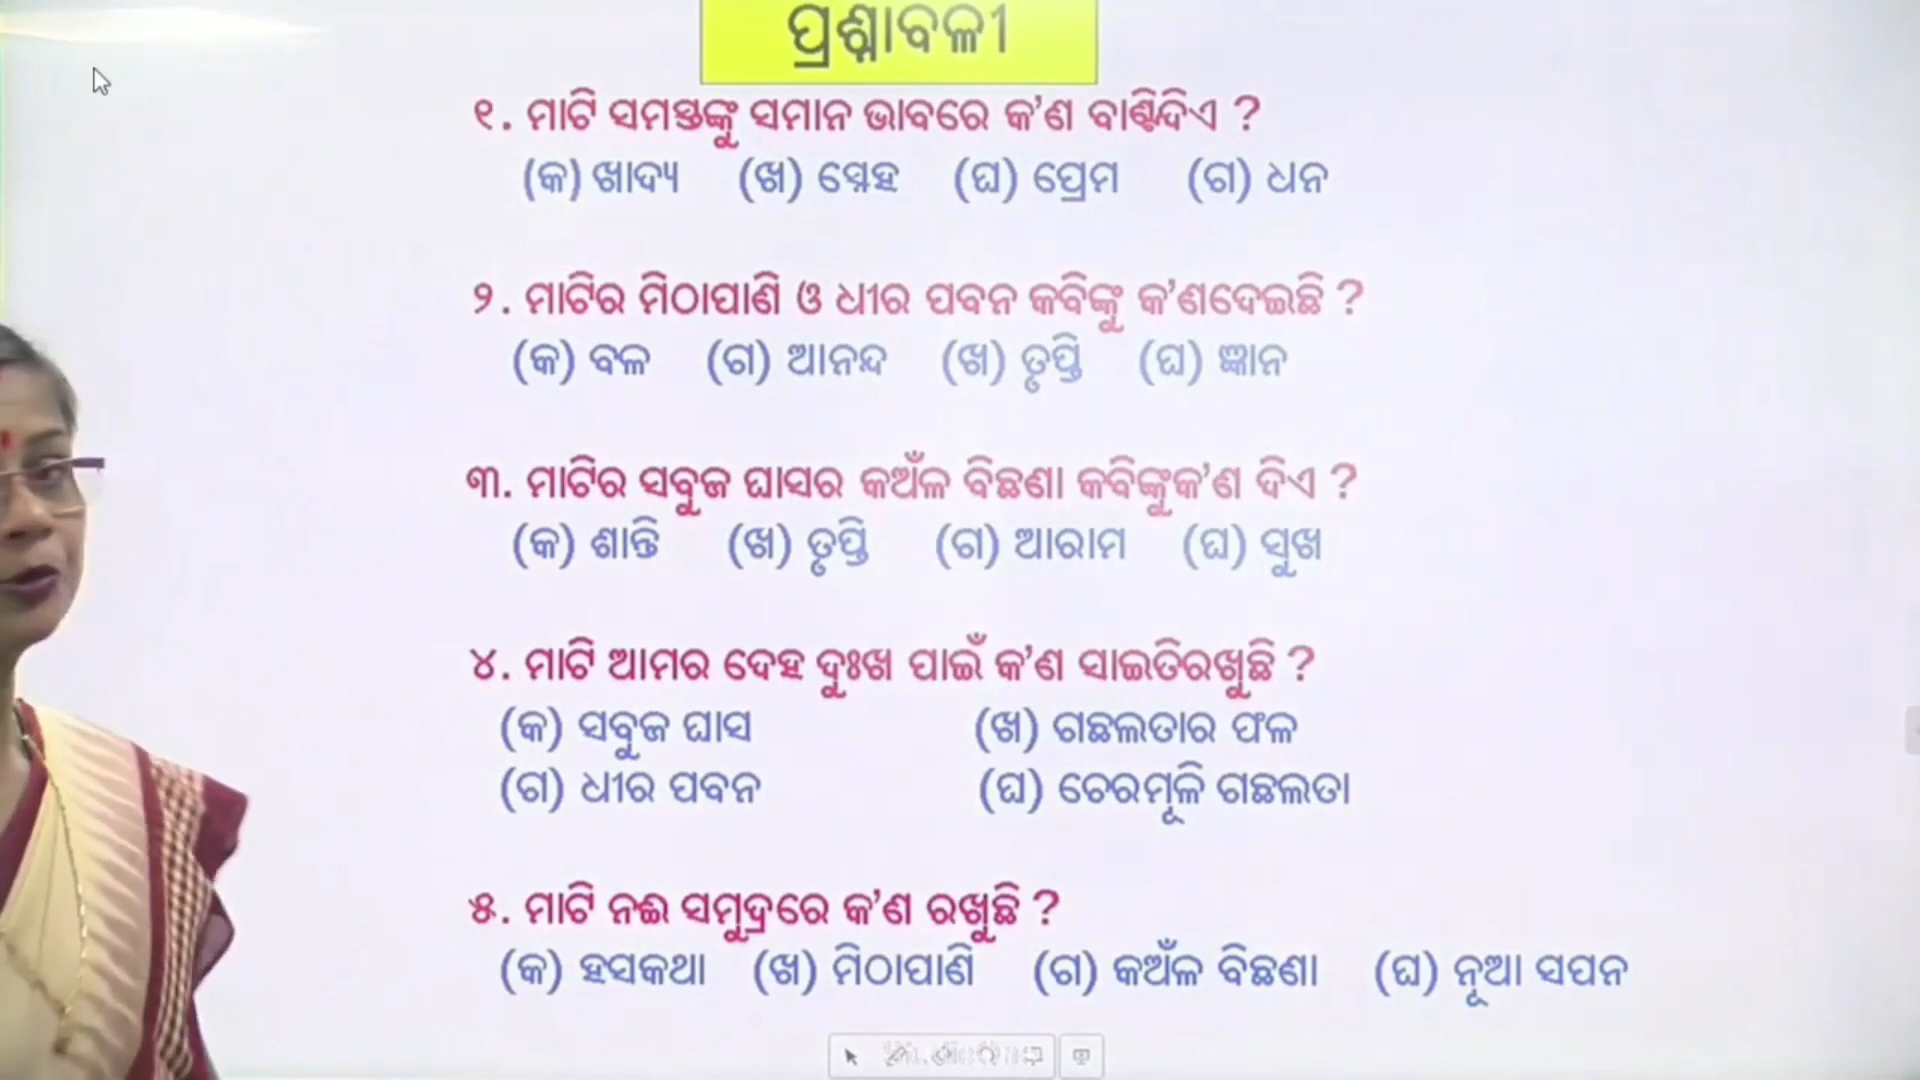 ପ୍ରଶ୍ନାବଳୀ
୧. ମାଟି ସମସ୍ତଙ୍କୁ ସମାନ ଭାବରେ କ'ଣ ବାଣ୍ଟିଦିଏ ?
(କ) ଖାଦ୍ୟ (ଖ) ସ୍ନେହ (ଘ) ପ୍ରେମ (ଗ) ଧନ
୨. ମାଟିର ମିଠାପାଣି ଓ ଧୀର ପବନ କବିଙ୍କୁ କ'ଣଦେଇଛି ?
(କ) ବଳ (ଗ) ଆନନ୍ଦ (ଖ) ତୃପ୍ତି (ଘ) ଜ୍ଞାନ
୩. ମାଟିର ସବୁଜ ଘାସର କଅଁଳ ବିଛଣା କବିଙ୍କୁକ'ଣ ଦିଏ ?
(କ) ଶାନ୍ତି (ଖ) ତୃପ୍ତି (ଗ) ଆରାମ (ଘ) ସୁଖ
୪. ମାଟି ଆମର ଦେହ ଦୁଃଖ ପାଇଁ କ'ଣ ସାଇତିରଖୁଛି ?
(କ) ସବୁଜ ଘାସ (ଖ) ଗଛଲତାର ଫଳ
(ଗ) ଧୀର ପବନ (ଘ) ଚେରମୂଳି ଗଛଲତା
୫. ମାଟି ନଈ ସମୁଦ୍ରରେ କ'ଣ ରଖୁଛି ?
(କ) ହସକଥା (ଖ) ମିଠାପାଣି (ଗ) କଅଁଳ ବିଛଣା (ଘ) ନୂଆ ସପନ